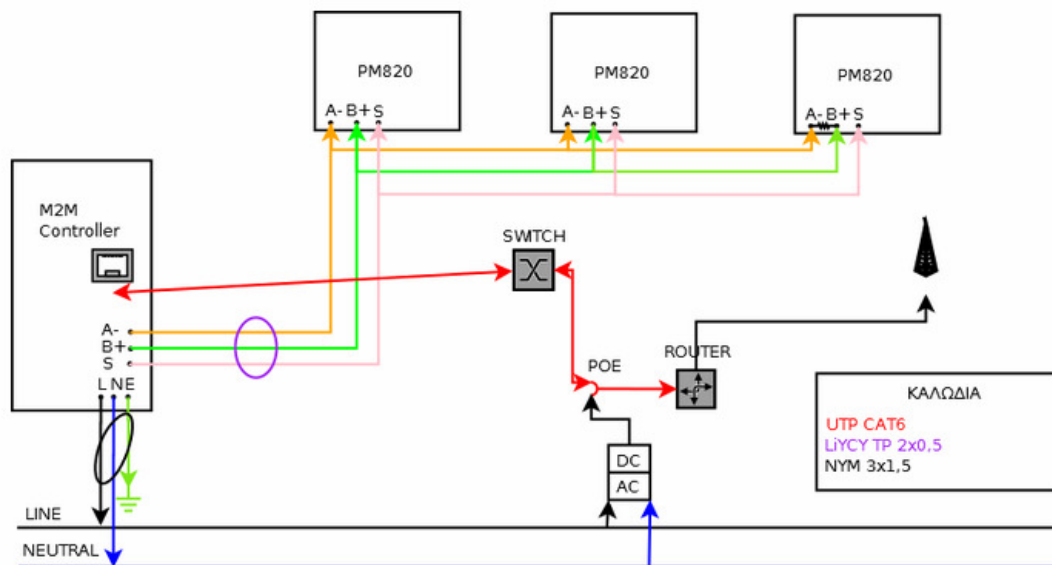 PM820
PM820
PM820
A- B+ S
A- B+ S
A- B+ S
M2M
Controller
SWITCH
A-
B+
S
L N E
POE
ROUTER
ΚΑΛΩΔΙΑ
UTP CAT6
LiYCY TP 2x0,5
NYM 3x1,5
DC
AC
LINE
NEUTRAL